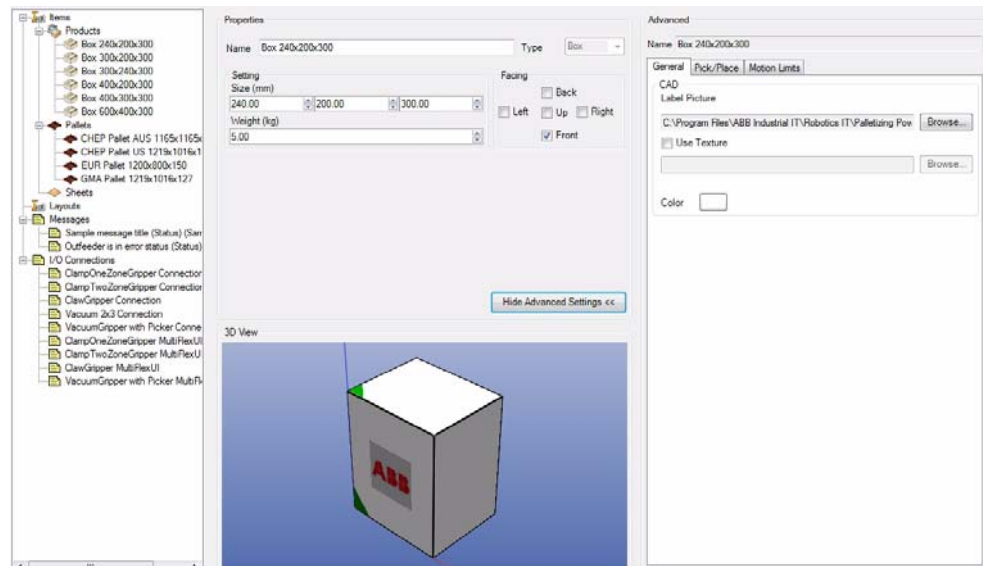 Items
Products
Box 240x200x300
Box 300x200x300
Box 300x240x300
Box 400x200x300
Box 400x300x300
Box 600x400x300
Pallets
CHEP Pallet AUS 1165x1165x
CHEP Pallet US 1219x1016x1
EUR Pallet 1200x800x150
GMA Pallet 1219x1016x127
Sheets
Layouts
Messages
Sample message title (Status) (Sam
Outfeeder is in error status (Status)
I/O Connections
ClampOneZoneGripper Connection
ClampTwoZoneGripper Connection
ClawGripper Connection
Vacuum 2x3 Connection
VacuumGripper with Picker Conne
ClampOneZoneGripper MultiFlexUI
ClampTwoZoneGripper MultiFlexU
ClawGripper MultiFlexUI
VacuumGripper with Picker MultiFl
Properties
Name Box 240x200x300 Type Box
Setting
Size (mm)
240.00 200.00 300.00
Weight (kg)
5.00
Facing
Back
Left Up Right
Front
Hide Advanced Settings <<
3D View
ABB
Advanced
Name Box 240x200x300
General Pick/Place Motion Limits
CAD
Label Picture
C:\Program Files\ABB Industrial IT\Robotics IT\Palletizing Pow Browse...
Use Texture
Browse...
Color